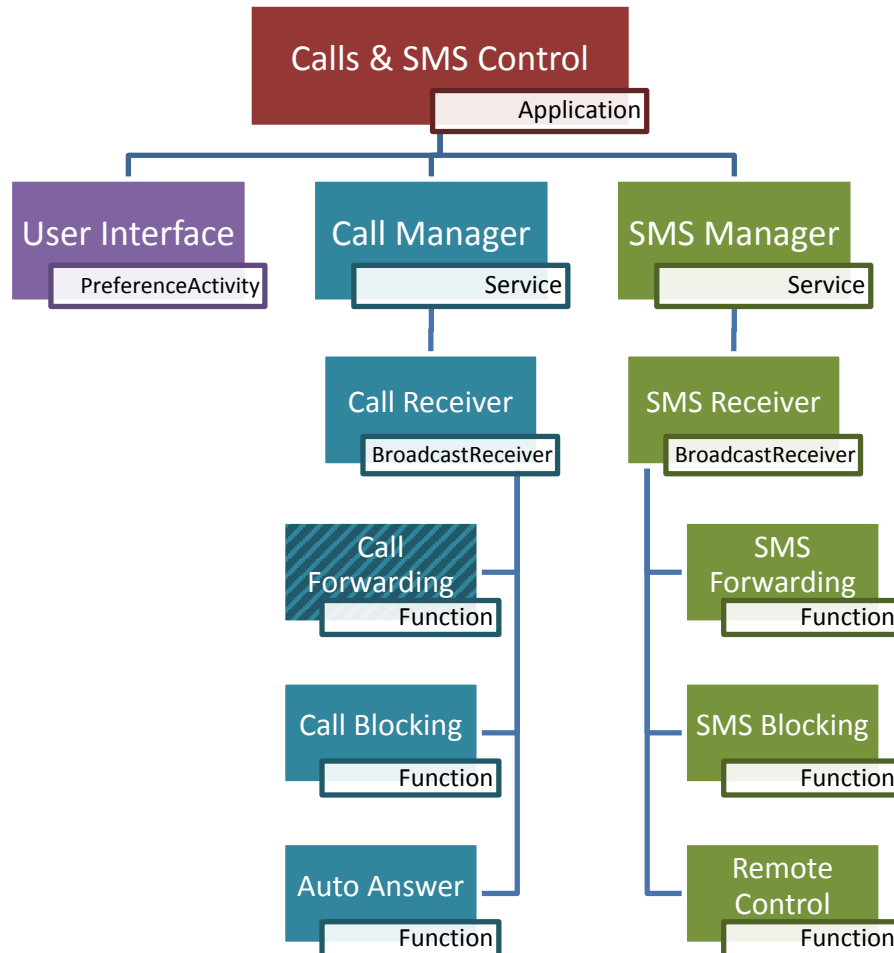 Calls & SMS Control
Application
User Interface
PreferenceActivity
Call Manager
Service
SMS Manager
Service
Call Receiver
BroadcastReceiver
SMS Receiver
BroadcastReceiver
Call
Forwarding
Function
SMS
Forwarding
Function
Call Blocking
Function
SMS Blocking
Function
Auto Answer
Function
Remote
Control
Function